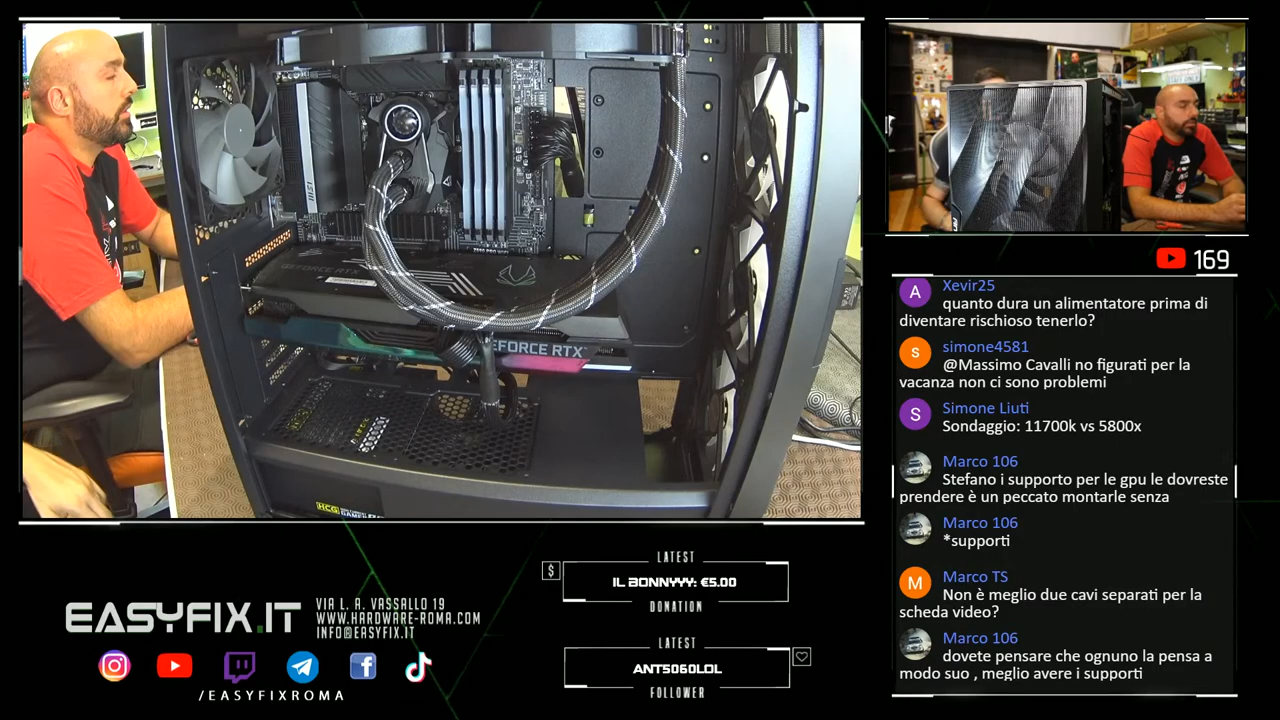 GEFORCE RTX
EFORCE RTX
HCG
169
Xevir25
quanto dura un alimentatore prima di
diventare rischioso tenerlo?
simone4581
@Massimo Cavalli no figurati per la
vacanza non ci sono problemi
Simone Liuti
Sondaggio: 11700k vs 5800x
Marco 106
Stefano i supporto per le gpu le dovreste
prendere è un peccato montarle senza
Marco 106
*supporti
Marco TS
Non è meglio due cavi separati per la
scheda video?
Marco 106
dovete pensare che ognuno la pensa a
modo suo , meglio avere i supporti
LATEST
$
IL BONNYYY: €5.00
DONATION
LATEST
ANT5060LOL
FOLLOWER
EASYFIX.IT
VIA L. A. VASSALLO 19
WWW.HARDWARE-ROMA.COM
INFO@EASYFIX.IT
/EASYFIXROMA